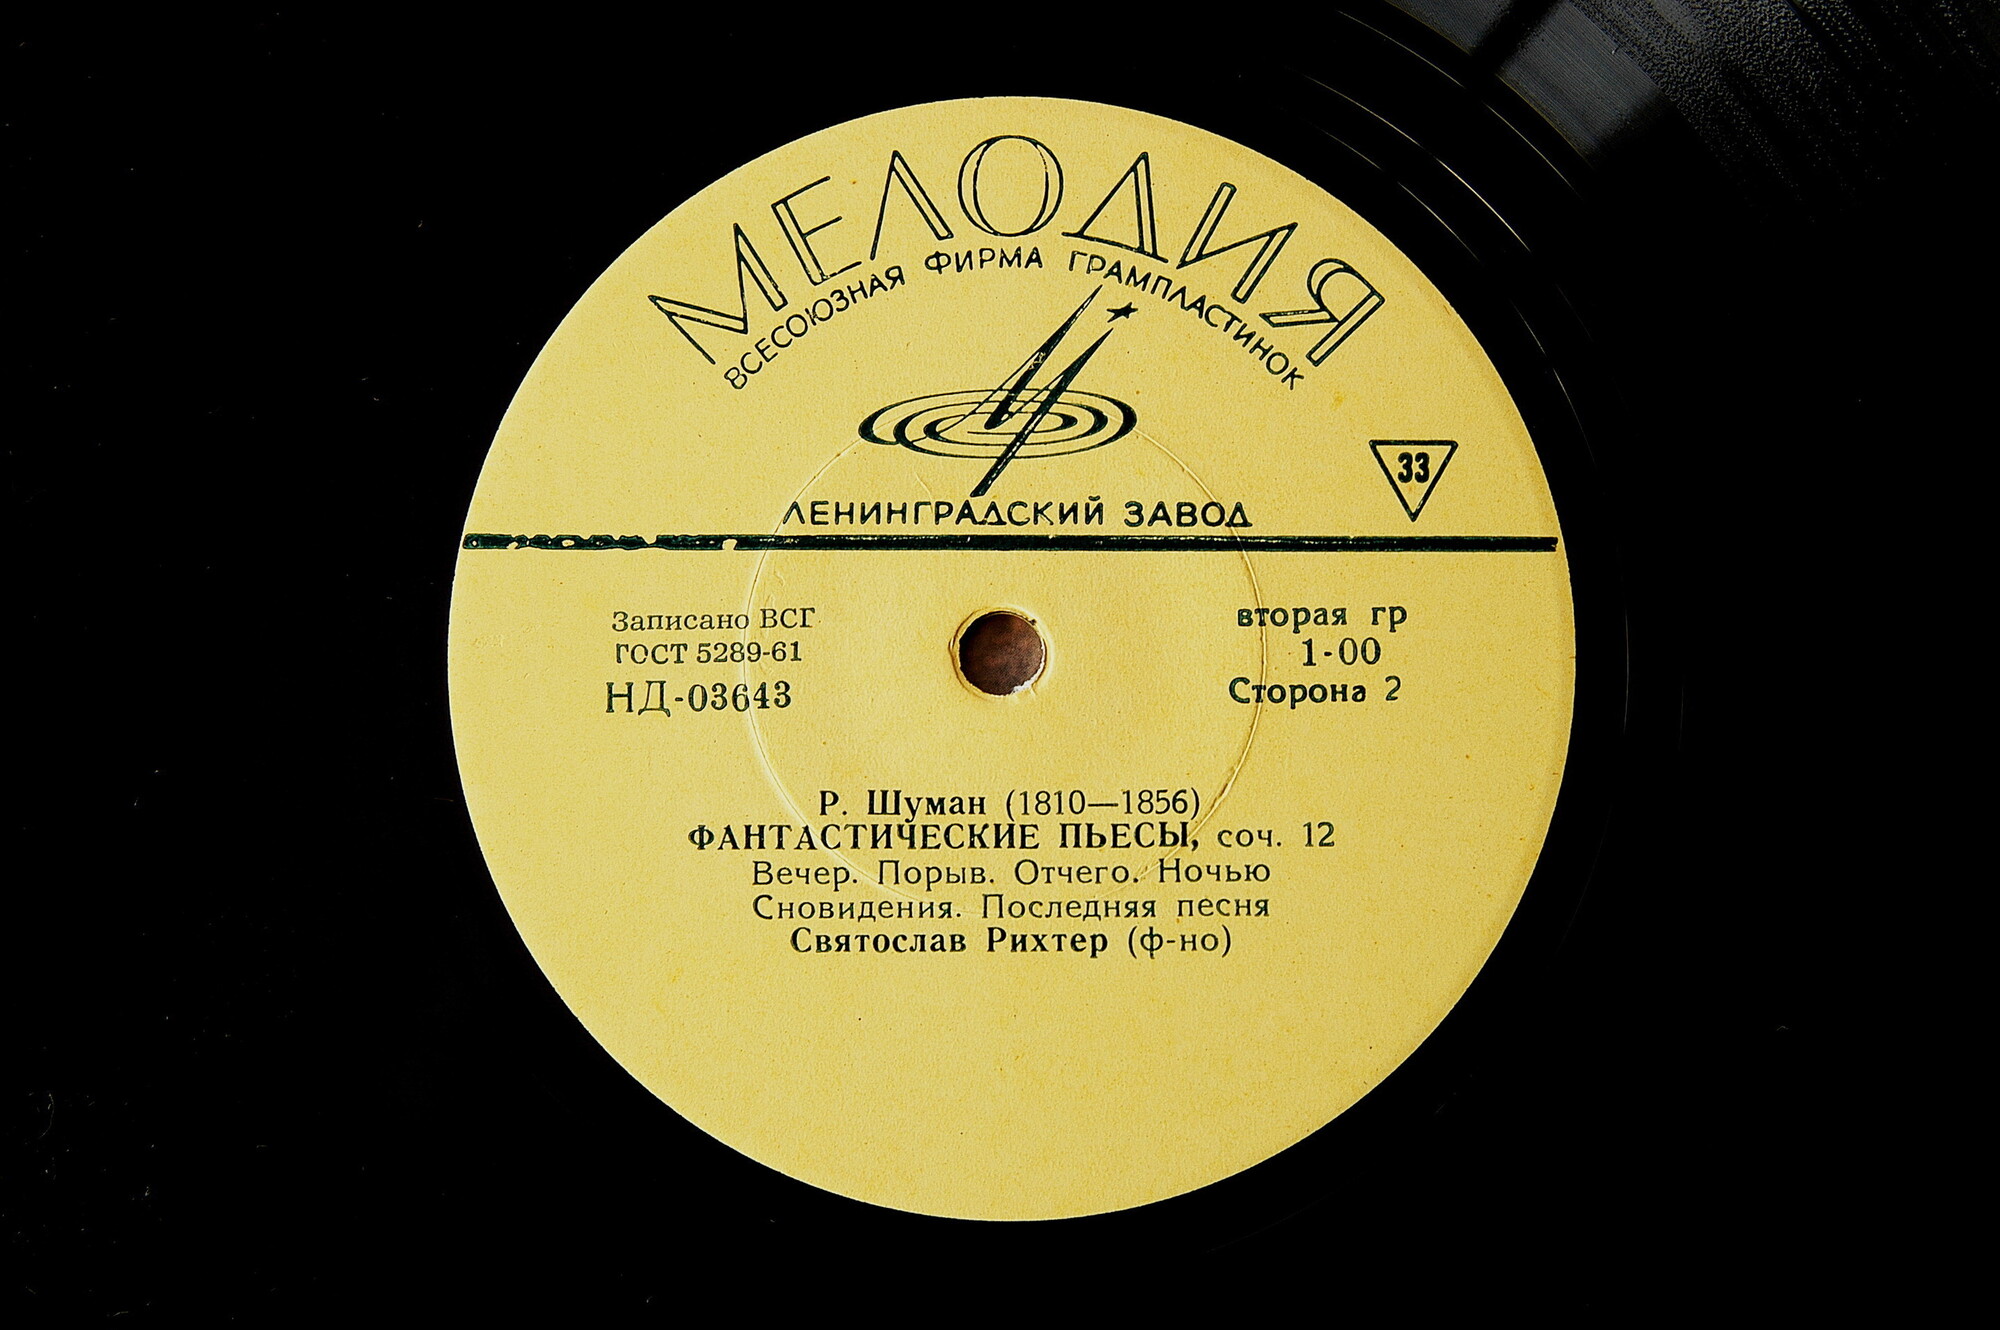 МЕЛОДИЯ
ВСЕСОЮЗНАЯ ФИРМА ГРАМПЛАСТИНОК
33
ЛЕНИНГРАДСКИЙ ЗАВОД
Записано ВСГ
ГОСТ 5289-61
НД-03643
вторая гр
1-00
Сторона 2
Р. Шуман (1810—1856)
ФАНТАСТИЧЕСКИЕ ПЬЕСЫ, соч. 12
Вечер. Порыв. Отчего. Ночью
Сновидения. Последняя песня
Святослав Рихтер (ф-но)